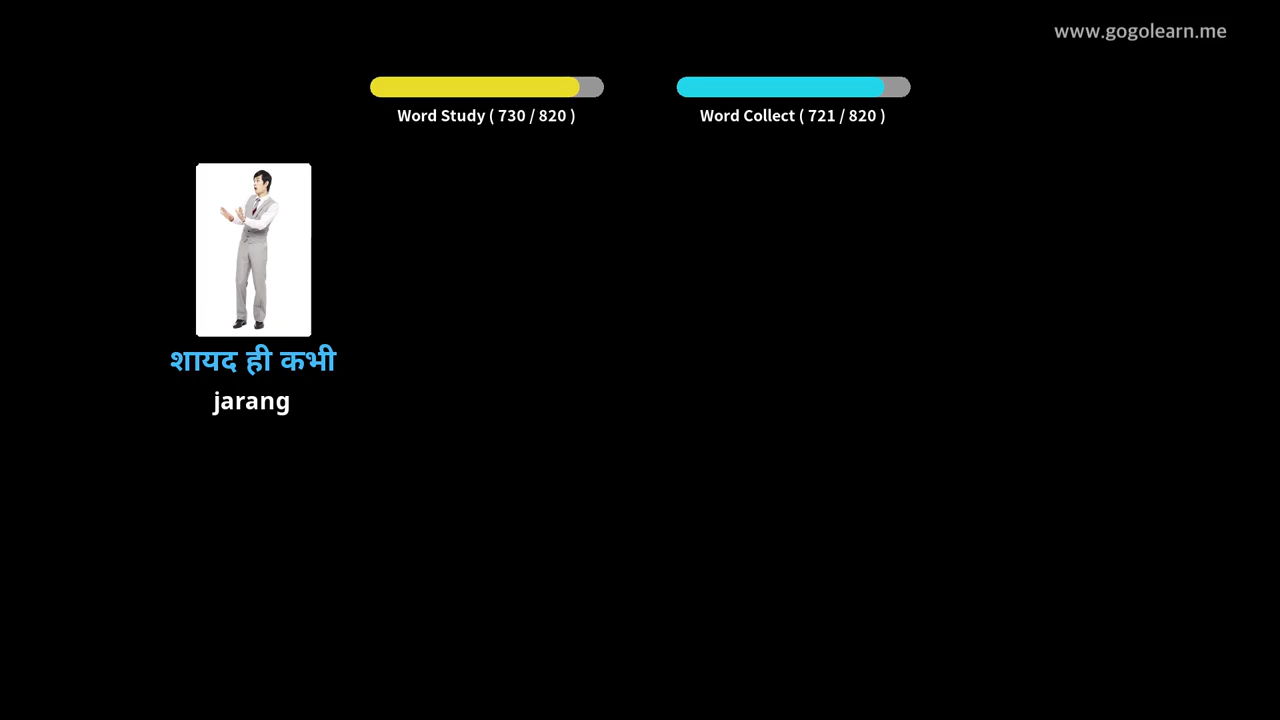 www.gogolearn.me
Word Study ( 730 / 820 )
Word Collect ( 721 / 820 )
शायद ही कभी
jarang